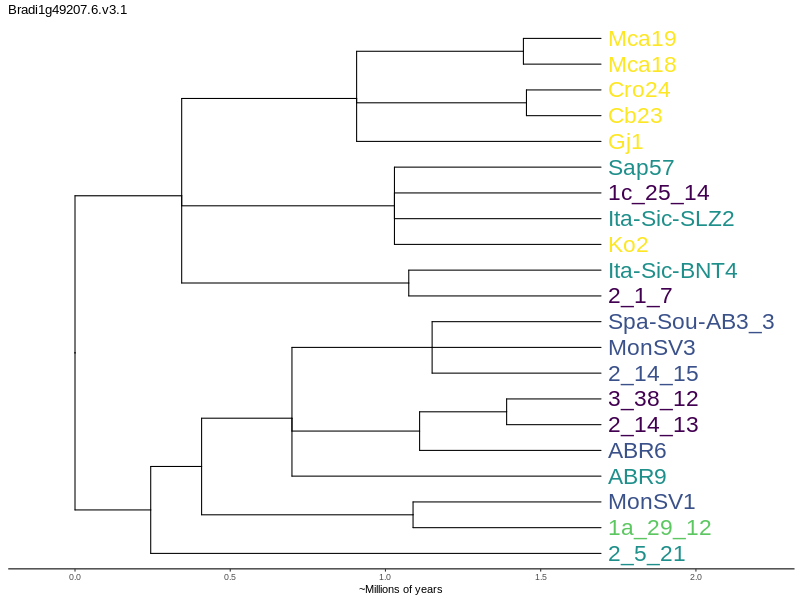 Bradi1g49207.6.v3.1
Mca19
Mca18
Cro24
Cb23
Gj1
Sap57
1c_25_14
Ita-Sic-SLZ2
Ko2
Ita-Sic-BNT4
2_1_7
Spa-Sou-AB3_3
MonSV3
2_14_15
3_38_12
2_14_13
ABR6
ABR9
MonSV1
1a_29_12
2_5_21
0.0 0.5 1.0 1.5 2.0
~Millions of years